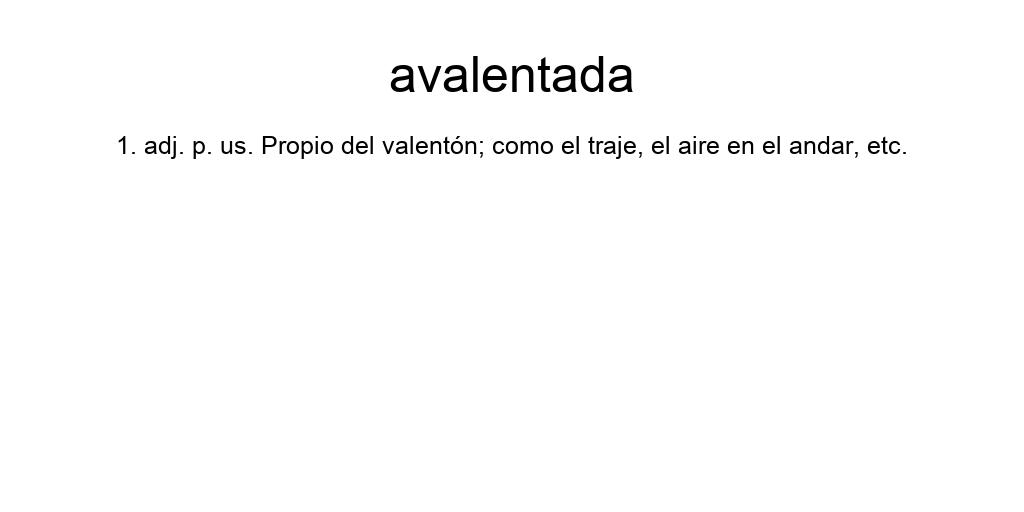 avalentada
1. adj. p. us. Propio del valentón; como el traje, el aire en el andar, etc.